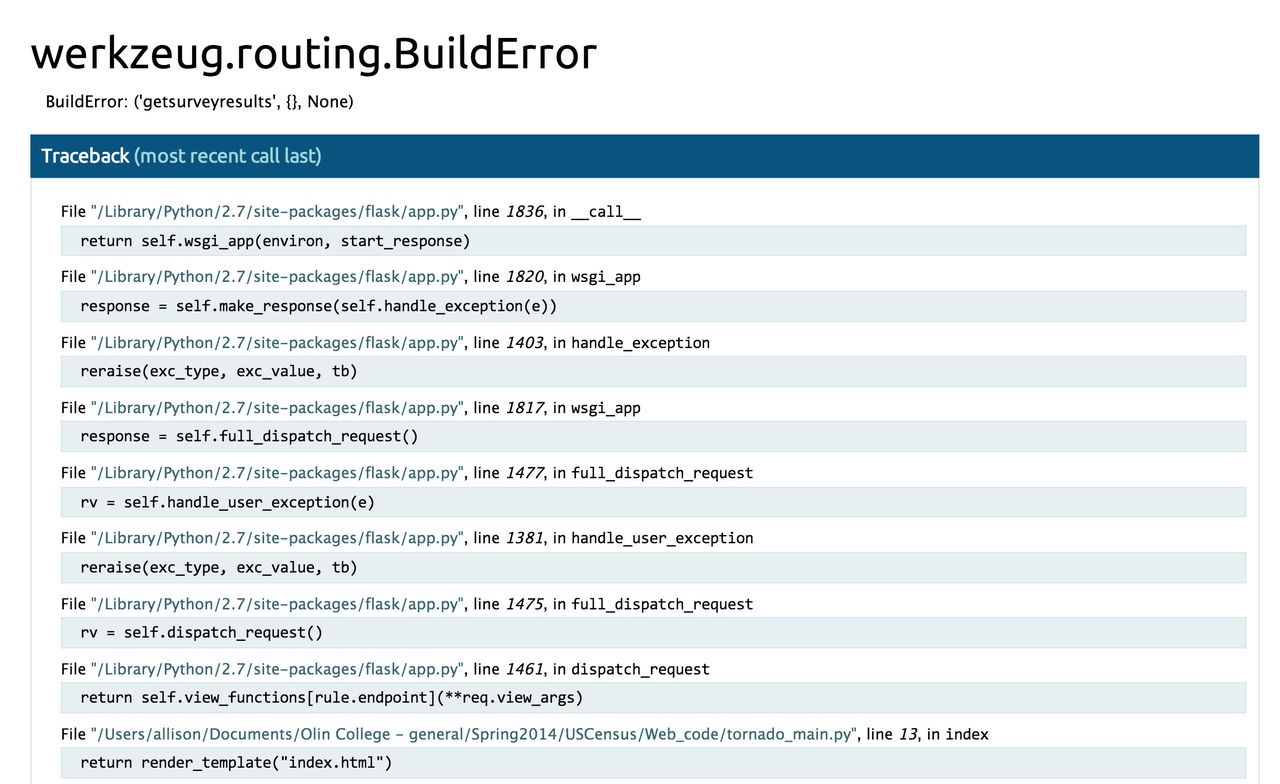 werkzeug.routing.BuildError
BuildError: ('getsurveyresults', {}, None)
Traceback (most recent call last)
File "/Library/Python/2.7/site-packages/flask/app.py", line 1836, in __call__
return self.wsgi_app(environ, start_response)
File "/Library/Python/2.7/site-packages/flask/app.py", line 1820, in wsgi_app
response = self.make_response(self.handle_exception(e))
File "/Library/Python/2.7/site-packages/flask/app.py", line 1403, in handle_exception
reraise(exc_type, exc_value, tb)
File "/Library/Python/2.7/site-packages/flask/app.py", line 1817, in wsgi_app
response = self.full_dispatch_request()
File "/Library/Python/2.7/site-packages/flask/app.py", line 1477, in full_dispatch_request
rv = self.handle_user_exception(e)
File "/Library/Python/2.7/site-packages/flask/app.py", line 1381, in handle_user_exception
reraise(exc_type, exc_value, tb)
File "/Library/Python/2.7/site-packages/flask/app.py", line 1475, in full_dispatch_request
rv = self.dispatch_request()
File "/Library/Python/2.7/site-packages/flask/app.py", line 1461, in dispatch_request
return self.view_functions[rule.endpoint](**req.view_args)
File "/Users/allison/Documents/Olin College - general/Spring2014/USCensus/Web_code/tornado_main.py", line 13, in index
return render_template("index.html")